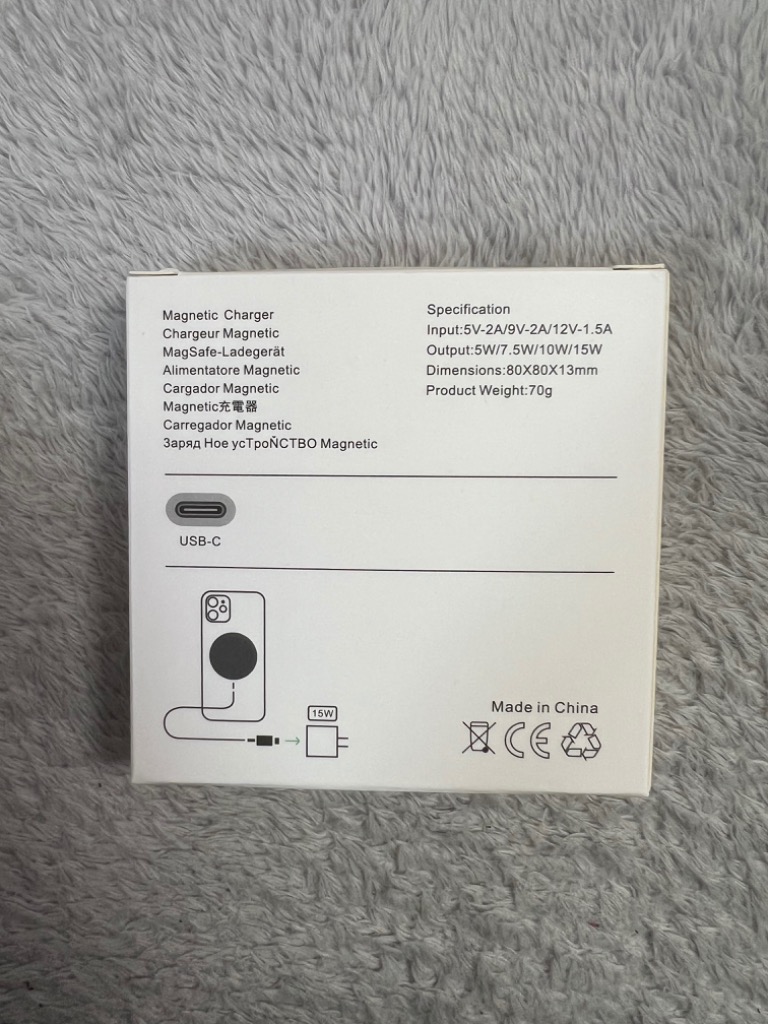 Magnetic Charger
Chargeur Magnetic
MagSafe-Ladegerät
Alimentatore Magnetic
Cargador Magnetic
Magnetic充電器
Carregador Magnetic
Заряд Ное усТроÑСТВО Magnetic
Specification
Input:5V-2A/9V-2A/12V-1.5A
Output:5W/7.5W/10W/15W
Dimensions:80X80X13mm
Product Weight:70g
USB-C
15W
Made in China
CE